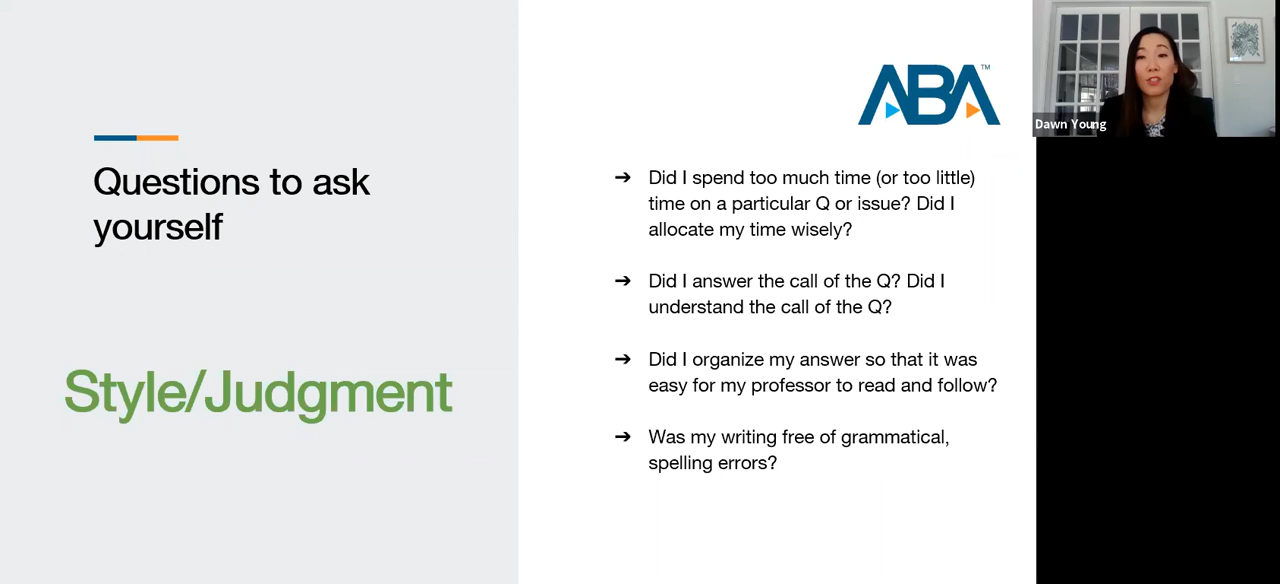 Questions to ask
yourself
Style/Judgment
ABA™
➔ Did I spend too much time (or too little)
time on a particular Q or issue? Did I
allocate my time wisely?
➔ Did I answer the call of the Q? Did I
understand the call of the Q?
➔ Did I organize my answer so that it was
easy for my professor to read and follow?
➔ Was my writing free of grammatical,
spelling errors?
Dawn Young